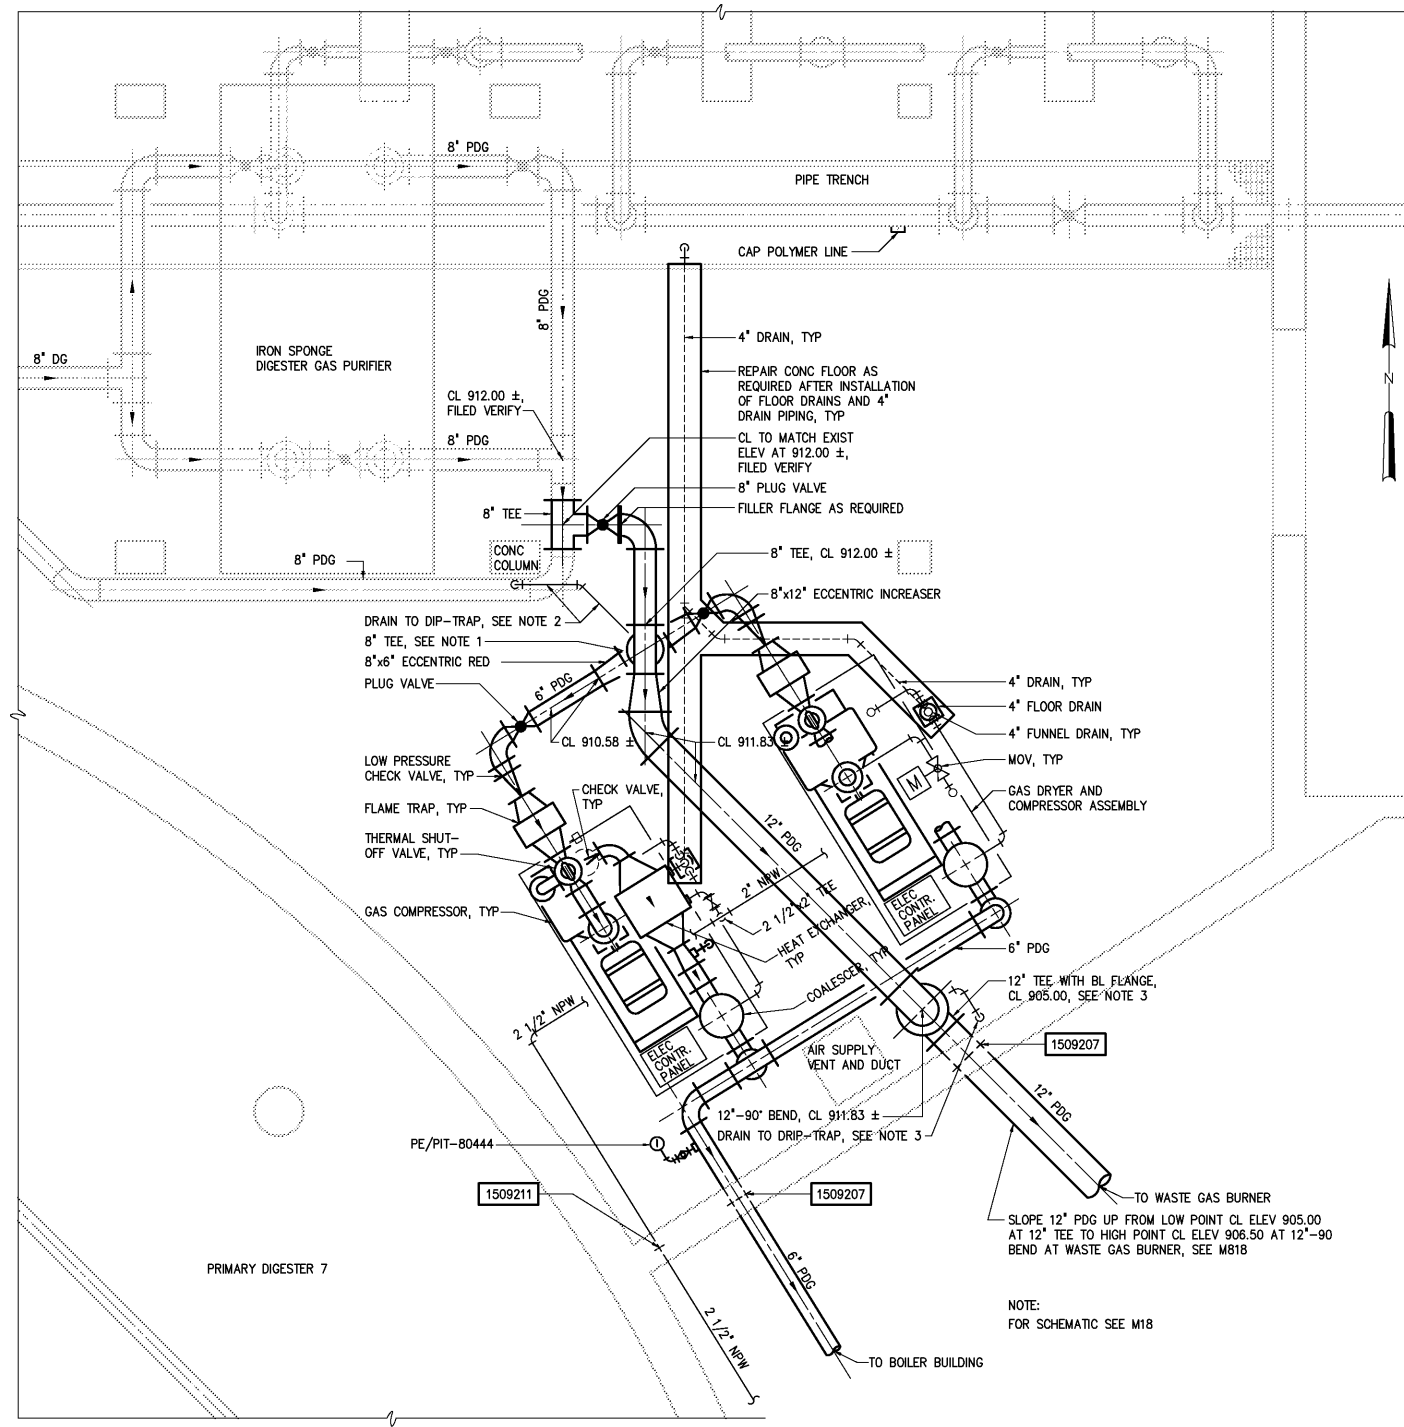 8" PDG
PIPE TRENCH
CAP POLYMER LINE
8" PDG
4" DRAIN, TYP
IRON SPONGE
DIGESTER GAS PURIFIER
8" DG
N
REPAIR CONC FLOOR AS
REQUIRED AFTER INSTALLATION
OF FLOOR DRAINS AND 4"
DRAIN PIPING, TYP
CL 912.00 ±,
FILED VERIFY
8" PDG
CL TO MATCH EXIST
ELEV AT 912.00 ±,
FILED VERIFY
8" PLUG VALVE
8" TEE
FILLER FLANGE AS REQUIRED
CONC
COLUMN
8" PDG
8" TEE, CL 912.00 ±
8"x12" ECCENTRIC INCREASER
DRAIN TO DIP-TRAP, SEE NOTE 2
8" TEE, SEE NOTE 1
8"x6" ECCENTRIC RED
PLUG VALVE
6" PDG
4" DRAIN, TYP
4" FLOOR DRAIN
4" FUNNEL DRAIN, TYP
CL 910.58 ±
CL 911.83 ±
LOW PRESSURE
CHECK VALVE, TYP
MOV, TYP
M
CHECK VALVE,
TYP
GAS DRYER AND
COMPRESSOR ASSEMBLY
FLAME TRAP, TYP
12" PDG
THERMAL SHUT-
OFF VALVE, TYP
2" NPW
2 1/2"x2" TEE
GAS COMPRESSOR, TYP
ELEC
CONTR.
PANEL
HEAT EXCHANGER,
TYP
6" PDG
COALESCER, TYP
12" TEE WITH BL FLANGE,
CL 905.00, SEE NOTE 3
2 1/2" NPW
1509207
ELEC
CONTR.
PANEL
AIR SUPPLY
VENT AND DUCT
12" PDG
12"-90° BEND, CL 911.83 ±
DRAIN TO DRIP-TRAP, SEE NOTE 3
PE/PIT-80444
1509211
1509207
TO WASTE GAS BURNER
SLOPE 12" PDG UP FROM LOW POINT CL ELEV 905.00
AT 12" TEE TO HIGH POINT CL ELEV 906.50 AT 12"-90
BEND AT WASTE GAS BURNER, SEE M818
PRIMARY DIGESTER 7
6" PDG
NOTE:
FOR SCHEMATIC SEE M18
2 1/2" NPW
TO BOILER BUILDING